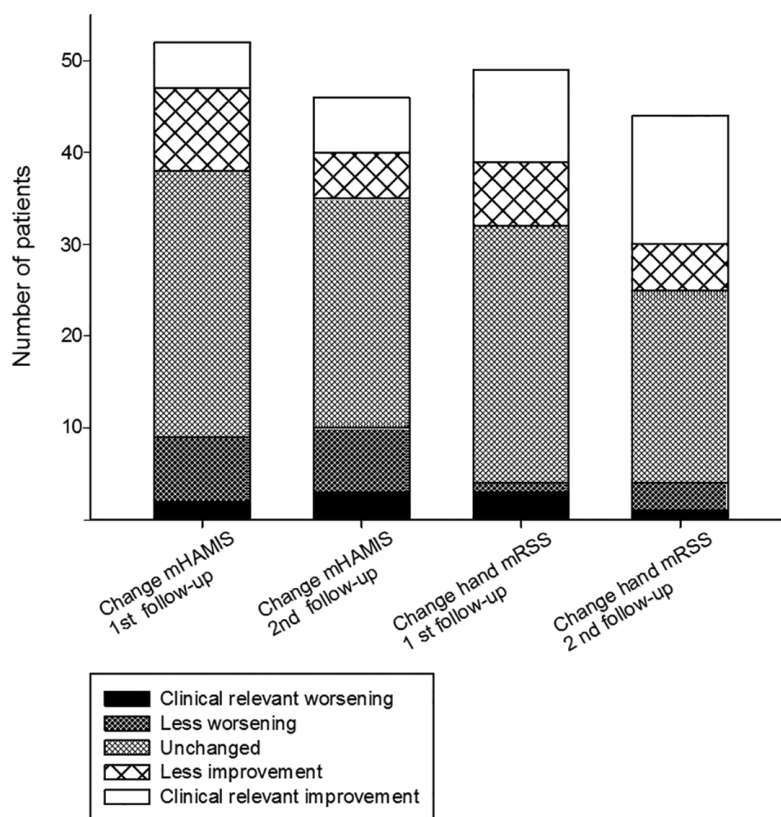 Number of patients
50
40
30
20
10
Change mHAMIS
1st follow-up
Change mHAMIS
2nd follow-up
Change hand mRSS
1 st follow-up
Change hand mRSS
2 nd follow-up
Clinical relevant worsening
Less worsening
Unchanged
Less improvement
Clinical relevant improvement